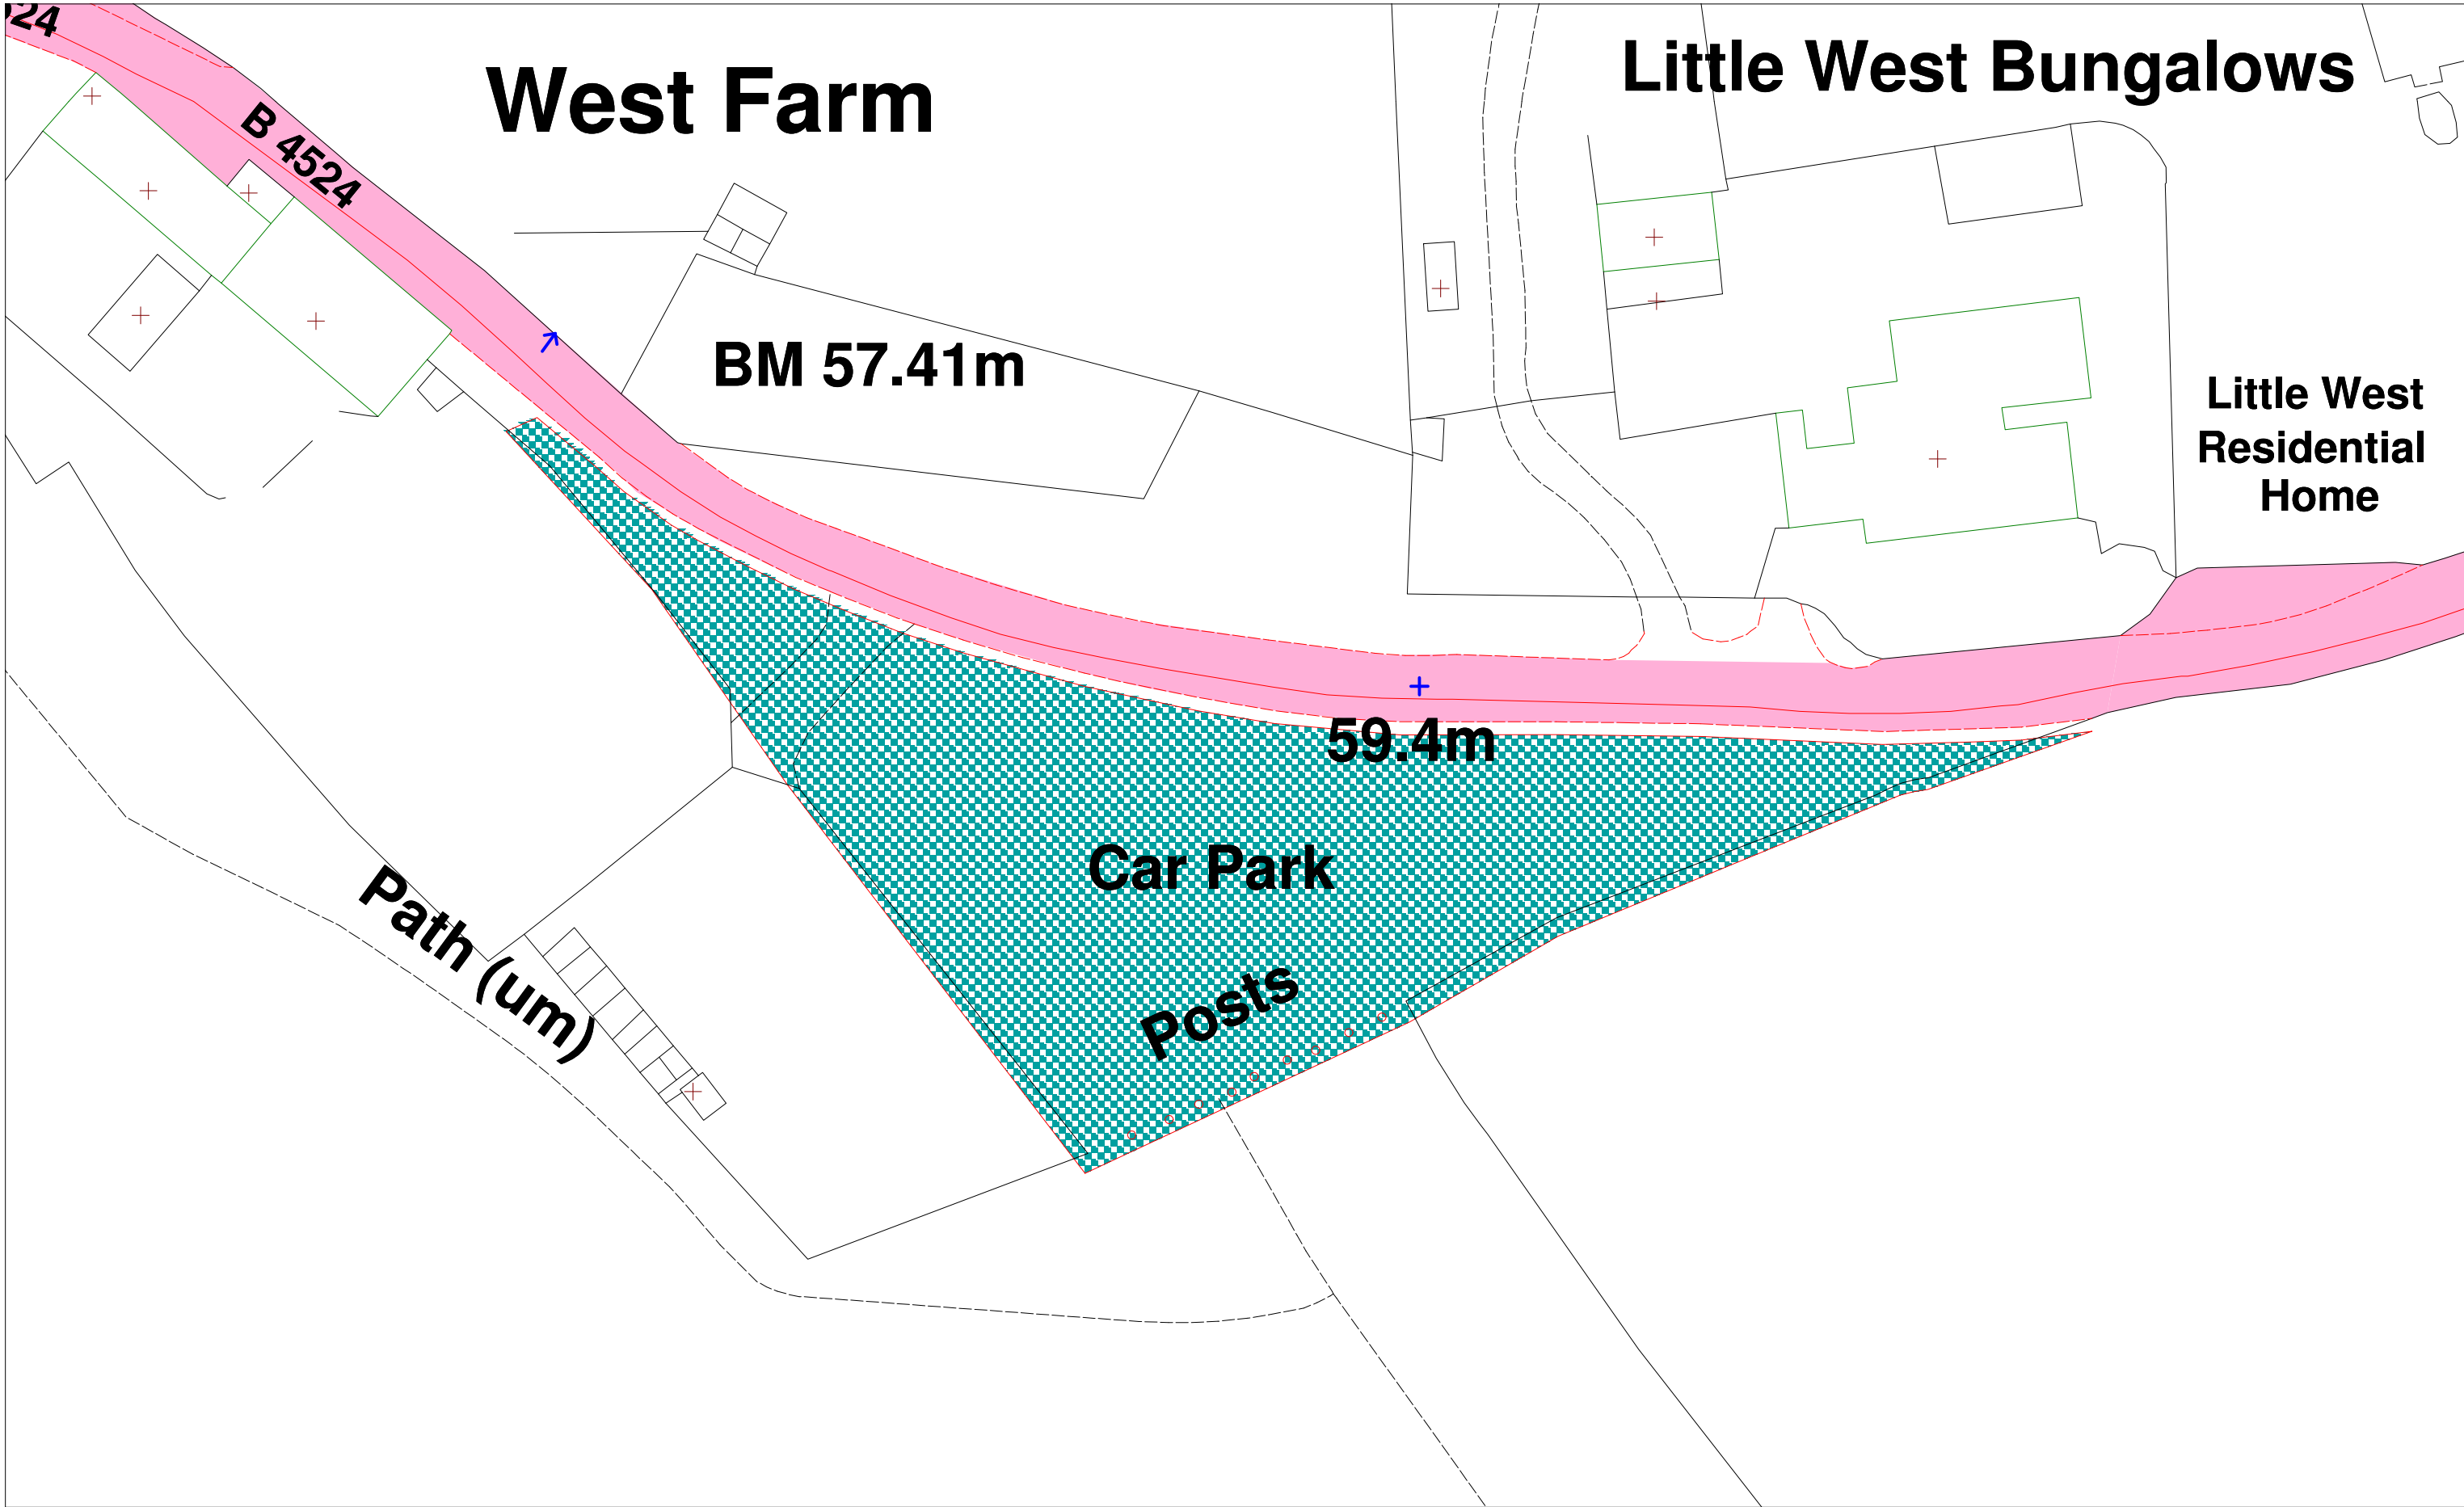 24
West Farm
Little West Bungalows
B 4524
BM 57.41m
Little West
Residential
Home
59.4m
Car Park
Path (um)
Posts